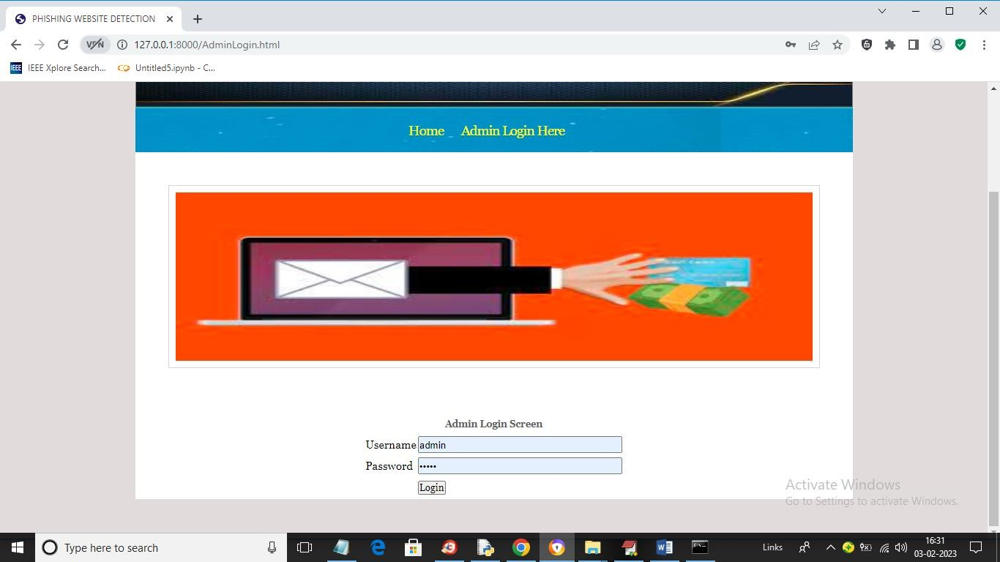 PHISHING WEBSITE DETECTION
VPN
127.0.0.1:8000/AdminLogin.html
IEEE
IEEE Xplore Search...
Untitled5.ipynb - C...
Home
Admin Login Here
Admin Login Screen
Username admin
Password •••••
Login
Activate Windows
Go to Settings to activate Windows.
Type here to search
Links
16:31
03-02-2023